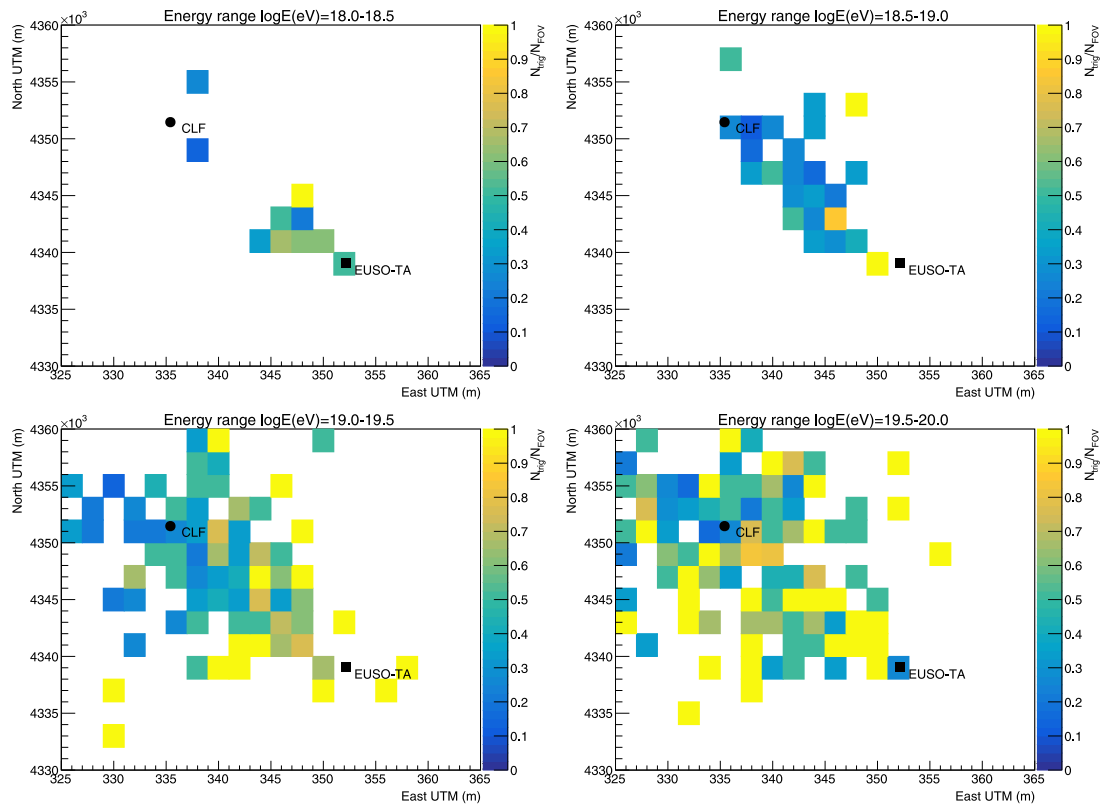 Energy range logE(eV)=18.0-18.5
×10³
North UTM (m)
4360
4355
4350
4345
4340
4335
4330
CLF
EUSO-TA
325 330 335 340 345 350 355 360 365
East UTM (m)
N_trig/N_FOV
1
0.9
0.8
0.7
0.6
0.5
0.4
0.3
0.2
0.1
0
Energy range logE(eV)=18.5-19.0
×10³
North UTM (m)
4360
4355
4350
4345
4340
4335
4330
CLF
EUSO-TA
325 330 335 340 345 350 355 360 365
East UTM (m)
N_trig/N_FOV
1
0.9
0.8
0.7
0.6
0.5
0.4
0.3
0.2
0.1
0
Energy range logE(eV)=19.0-19.5
×10³
North UTM (m)
4360
4355
4350
4345
4340
4335
4330
CLF
EUSO-TA
325 330 335 340 345 350 355 360 365
East UTM (m)
N_trig/N_FOV
1
0.9
0.8
0.7
0.6
0.5
0.4
0.3
0.2
0.1
0
Energy range logE(eV)=19.5-20.0
×10³
North UTM (m)
4360
4355
4350
4345
4340
4335
4330
CLF
EUSO-TA
325 330 335 340 345 350 355 360 365
East UTM (m)
N_trig/N_FOV
1
0.9
0.8
0.7
0.6
0.5
0.4
0.3
0.2
0.1
0